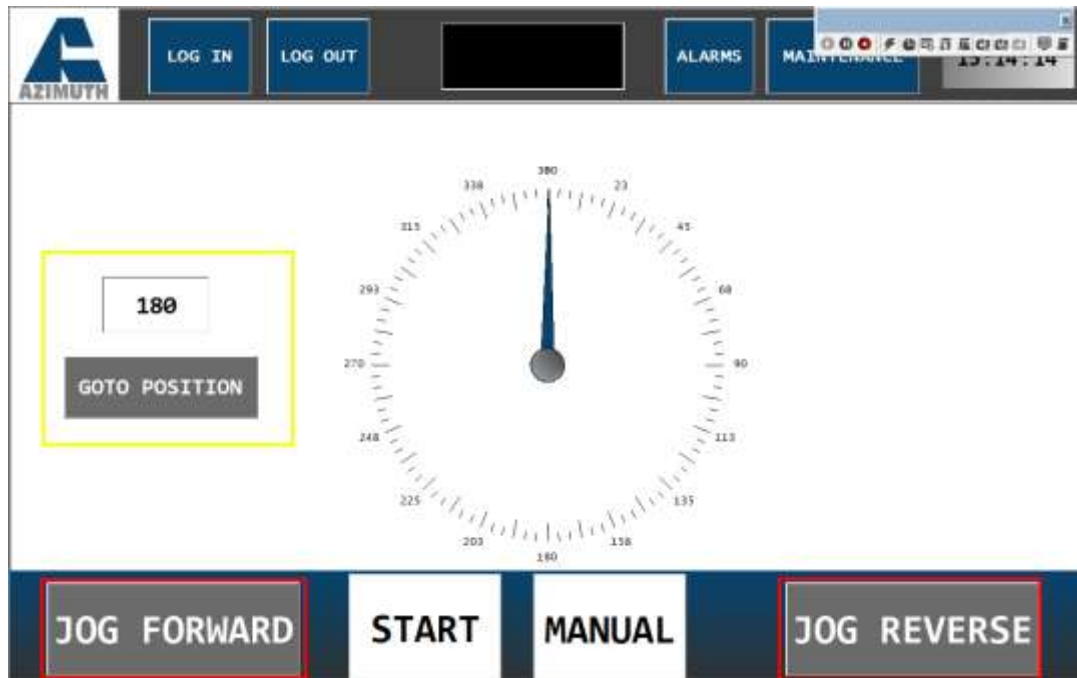 LOG IN
LOG OUT
ALARMS
MAINTENANCE
AZIMUTH
338
23
315
45
293
68
270
90
248
113
225
135
203
158
180
180
GOTO POSITION
JOG FORWARD
START
MANUAL
JOG REVERSE